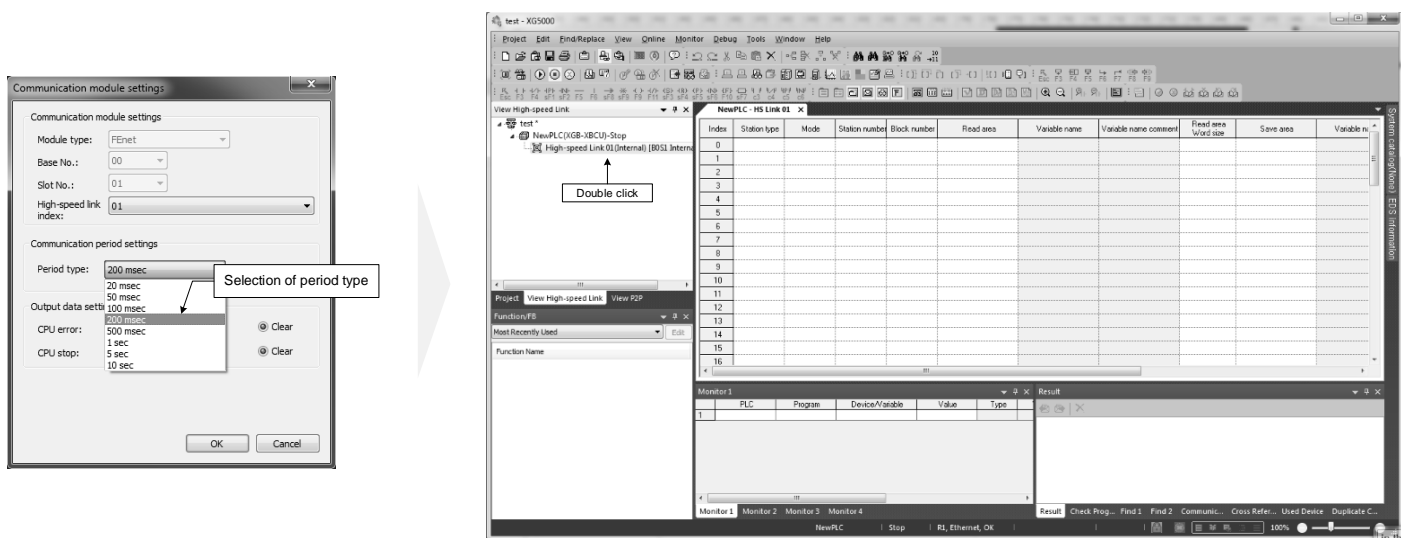 Communication module settings
X
Communication module settings
Module type:
FEnet
Base No.:
00
Slot No.:
01
High-speed link
index:
01
Communication period settings
Period type:
200 msec
Selection of period type
20 msec
50 msec
100 msec
200 msec
500 msec
1 sec
5 sec
10 sec
Output data setti
CPU error:
Clear
CPU stop:
Clear
OK
Cancel
test - XG5000
Project Edit Find/Replace View Online Monitor Debug Tools Window Help
View High-speed Link
test *
NewPLC(XGB-XBCU)-Stop
High-speed Link 01(Internal) [B0S1 Interna
Double click
Project View High-speed Link View P2P
Function/FB
Most Recently Used
Edit
Function Name
NewPLC - HS Link 01
Index Station type Mode Station number Block number Read area Variable name Variable name comment Read area Word size Save area Variable n
0
1
2
3
4
5
6
7
8
9
10
11
12
13
14
15
16
System catalog(None)
EDS Information
Monitor 1
PLC Program Device/Variable Value Type
1
Monitor 1 Monitor 2 Monitor 3 Monitor 4
Result
Result Check Prog... Find 1 Find 2 Communic... Cross Refer... Used Device Duplicate C...
NewPLC Stop R1, Ethernet, OK 100%